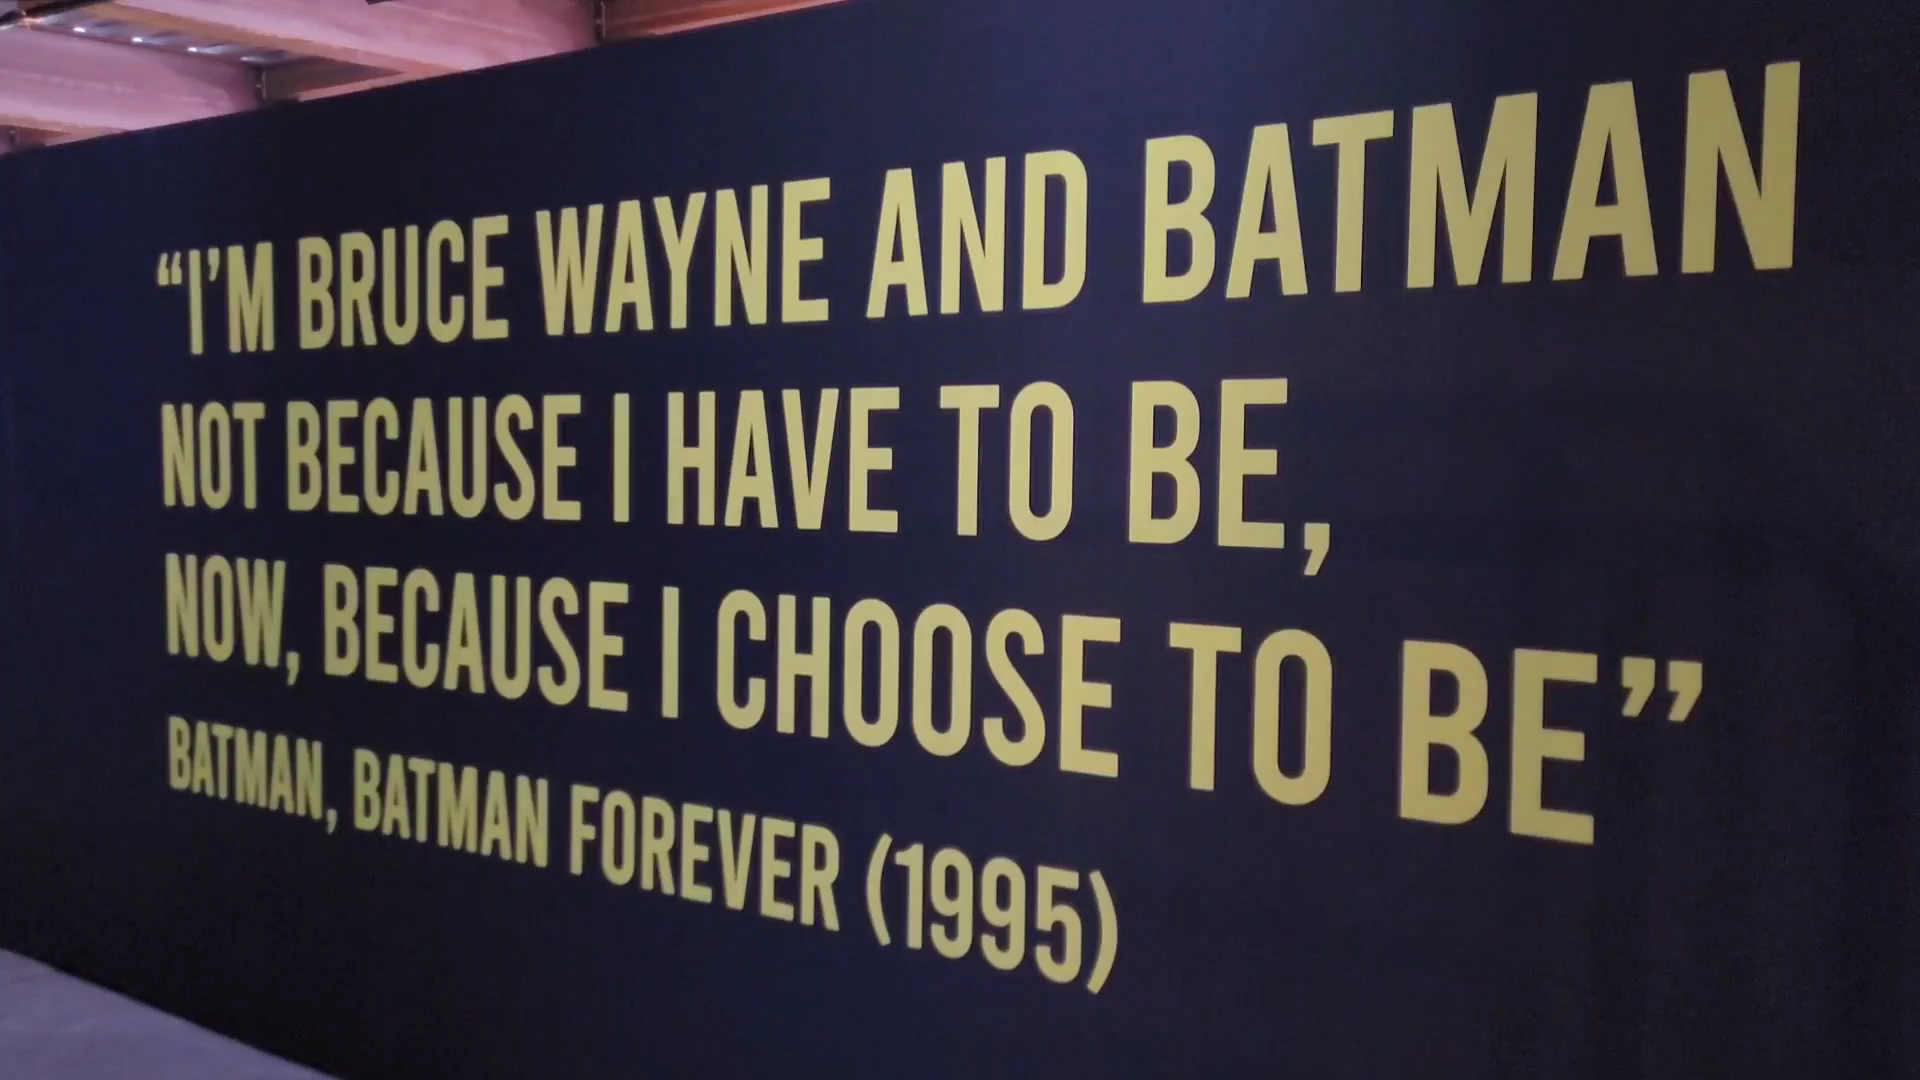 “I’M BRUCE WAYNE AND BATMAN
NOT BECAUSE I HAVE TO BE,
NOW, BECAUSE I CHOOSE TO BE”
BATMAN, BATMAN FOREVER (1995)